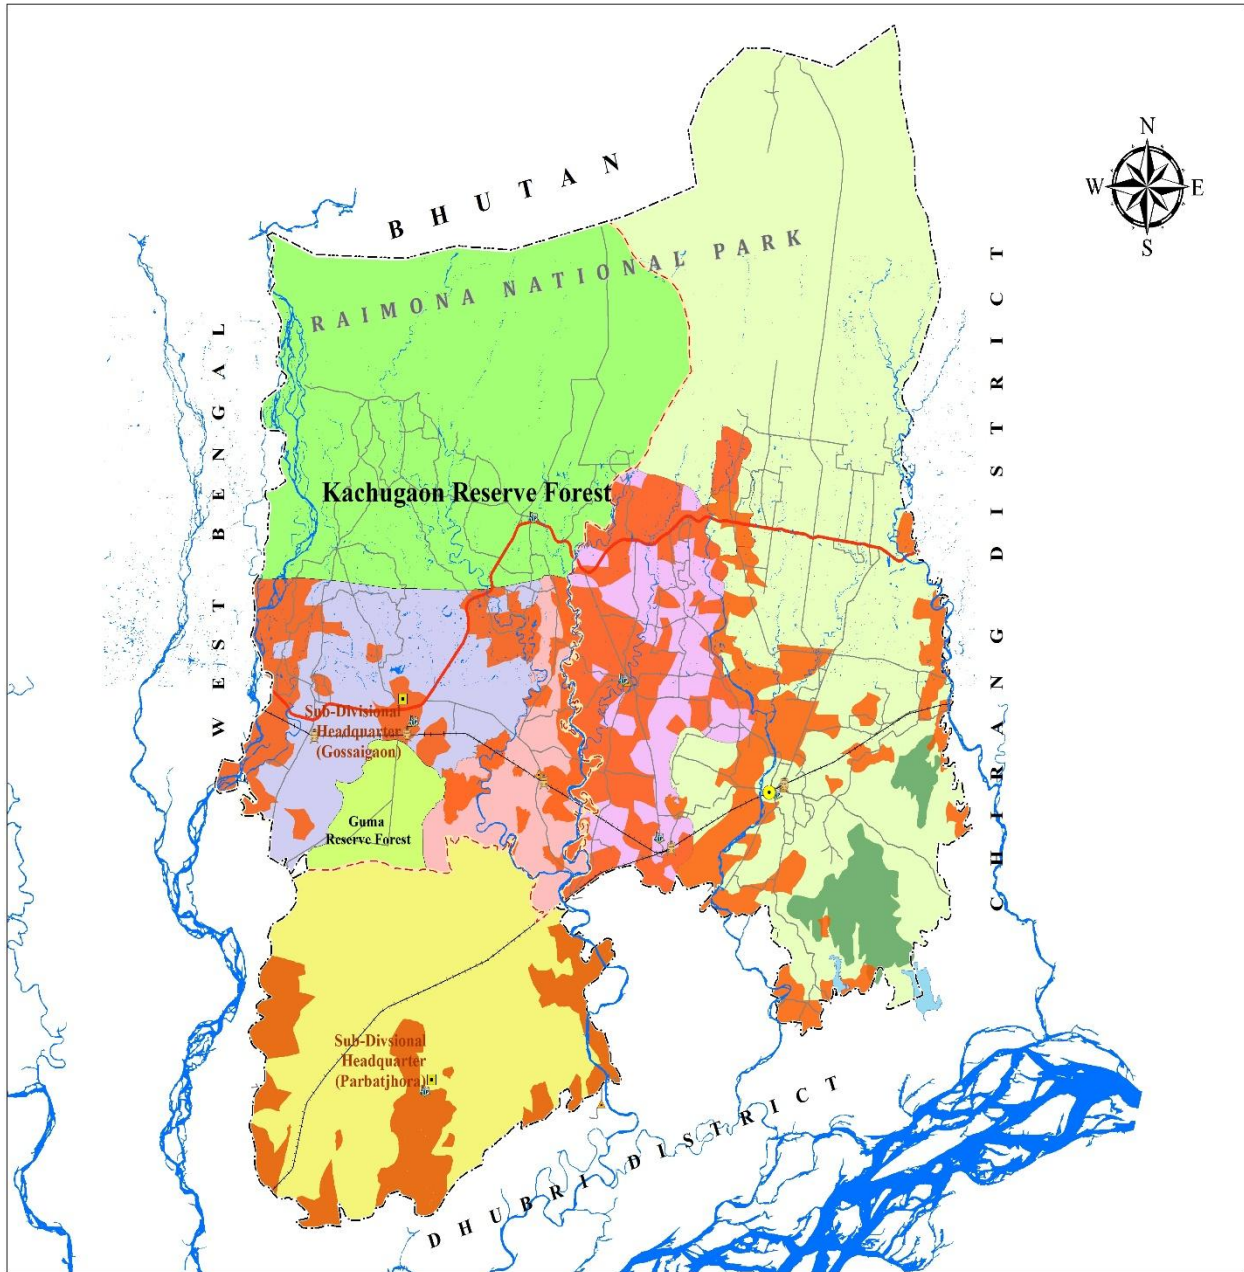 N
W E
S
BHUTAN
RAIMONA NATIONAL PARK
WEST BENGAL
CHIRANG DISTRICT
Kachugaon Reserve Forest
Sub-Divisional
Headquarter
(Gossaigaon)
Guma
Reserve Forest
Sub-Divsional
Headquarter
(Parbatjhora)
DHUBRI DISTRICT